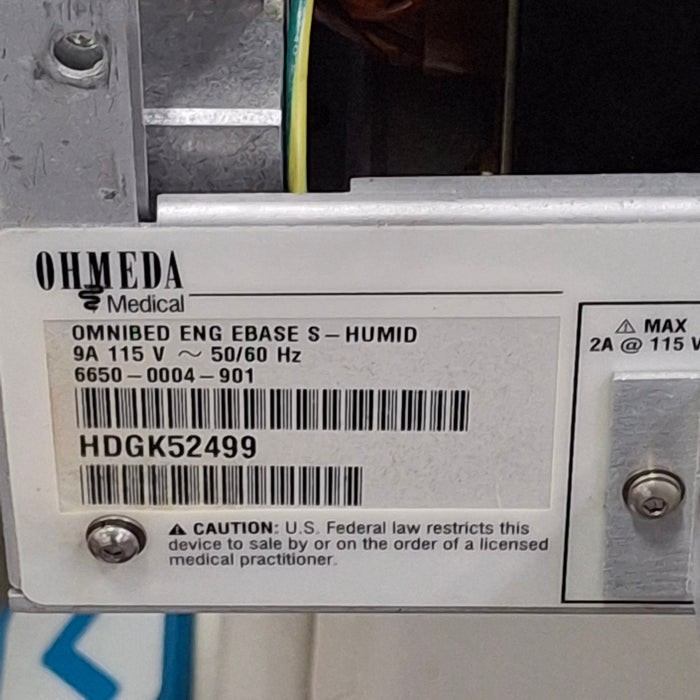 OHMEDA
Medical
OMNIBED ENG EBASE S-HUMID
9A 115 V ~ 50/60 Hz
6650-0004-901
HDGK52499
⚠ CAUTION: U.S. Federal law restricts this
device to sale by or on the order of a licensed
medical practitioner.
⚠ MAX
2A @ 115 V